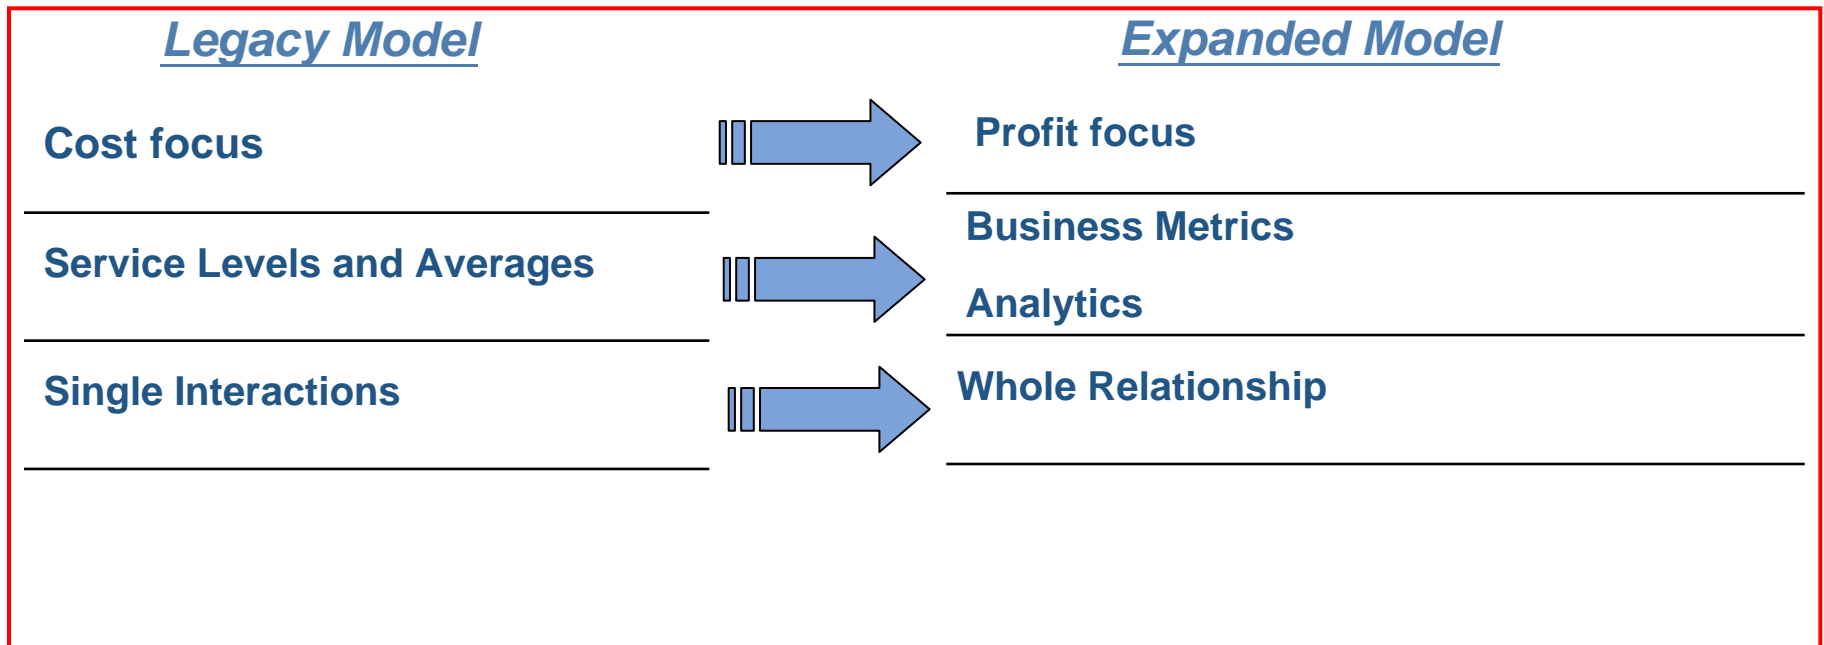 Legacy Model
Expanded Model
Cost focus
Profit focus
Service Levels and Averages
Business Metrics
Analytics
Single Interactions
Whole Relationship